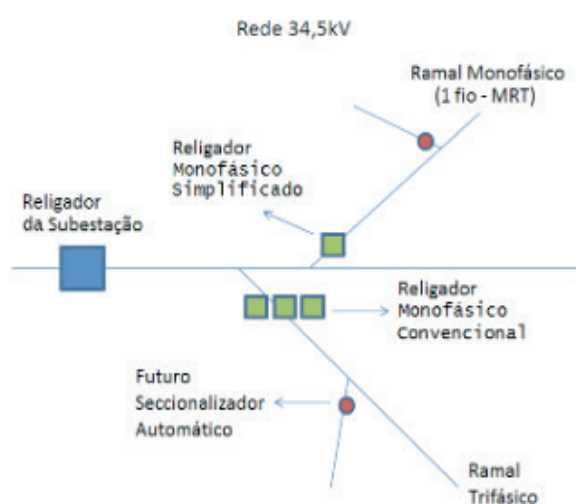 Rede 34,5kV
Ramal Monofásico
(1 fio - MRT)
Religador
Monofásico
Simplificado
Religador
da Subestação
Religador
Monofásico
Convencional
Futuro
Seccionalizador
Automático
Ramal
Trifásico